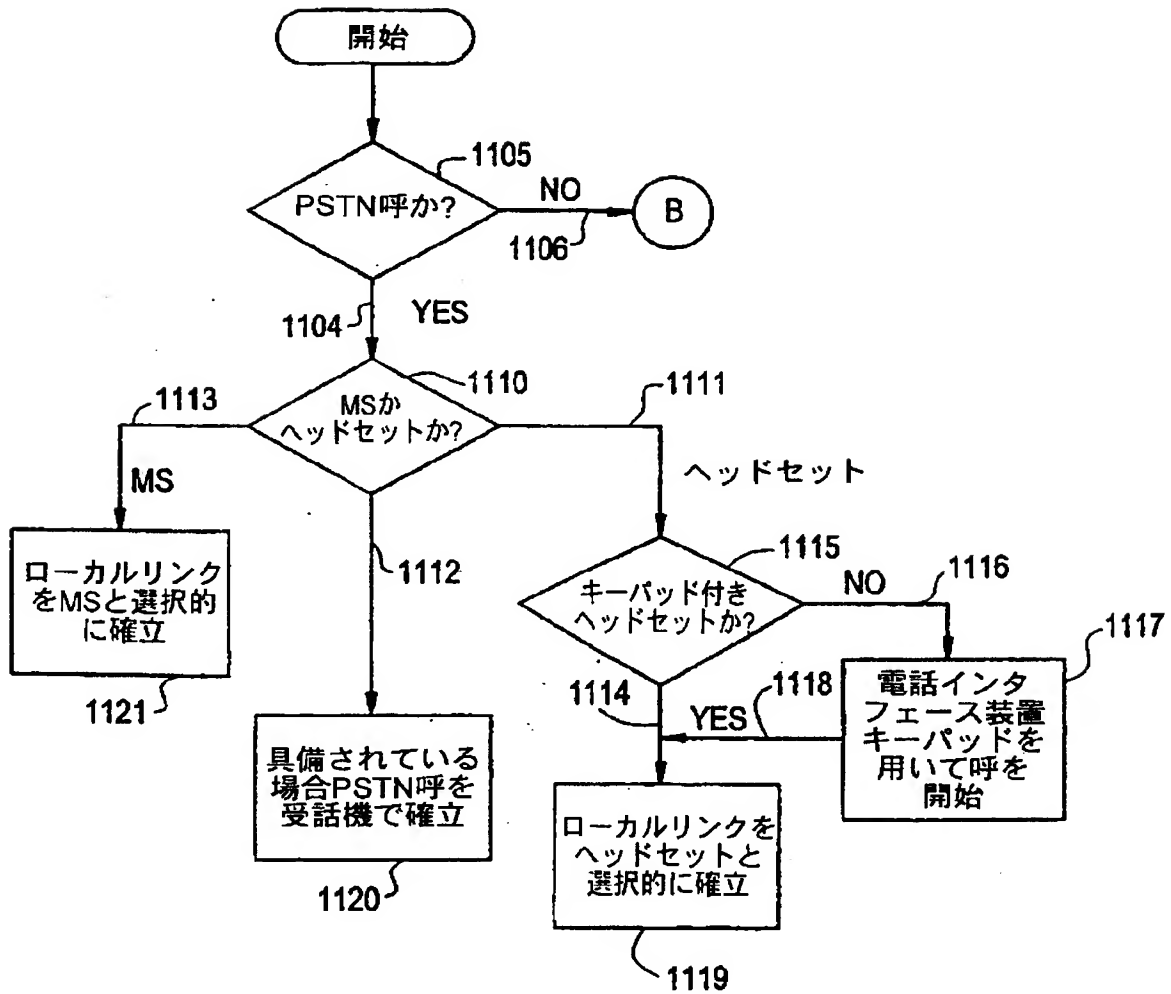 開始
1105
PSTN呼か?
NO
B
1106
1104
YES
1110
MSか
ヘッドセットか?
1113
1111
MS
ヘッドセット
ローカルリンク
をMSと選択的
に確立
1121
1112
具備されている
場合PSTN呼を
受話機で確立
1120
1115
キーパッド付き
ヘッドセットか?
NO
1116
1117
電話インタ
フェース装置
キーパッドを
用いて呼を
開始
1114
YES
1118
ローカルリンクを
ヘッドセットと
選択的に確立
1119